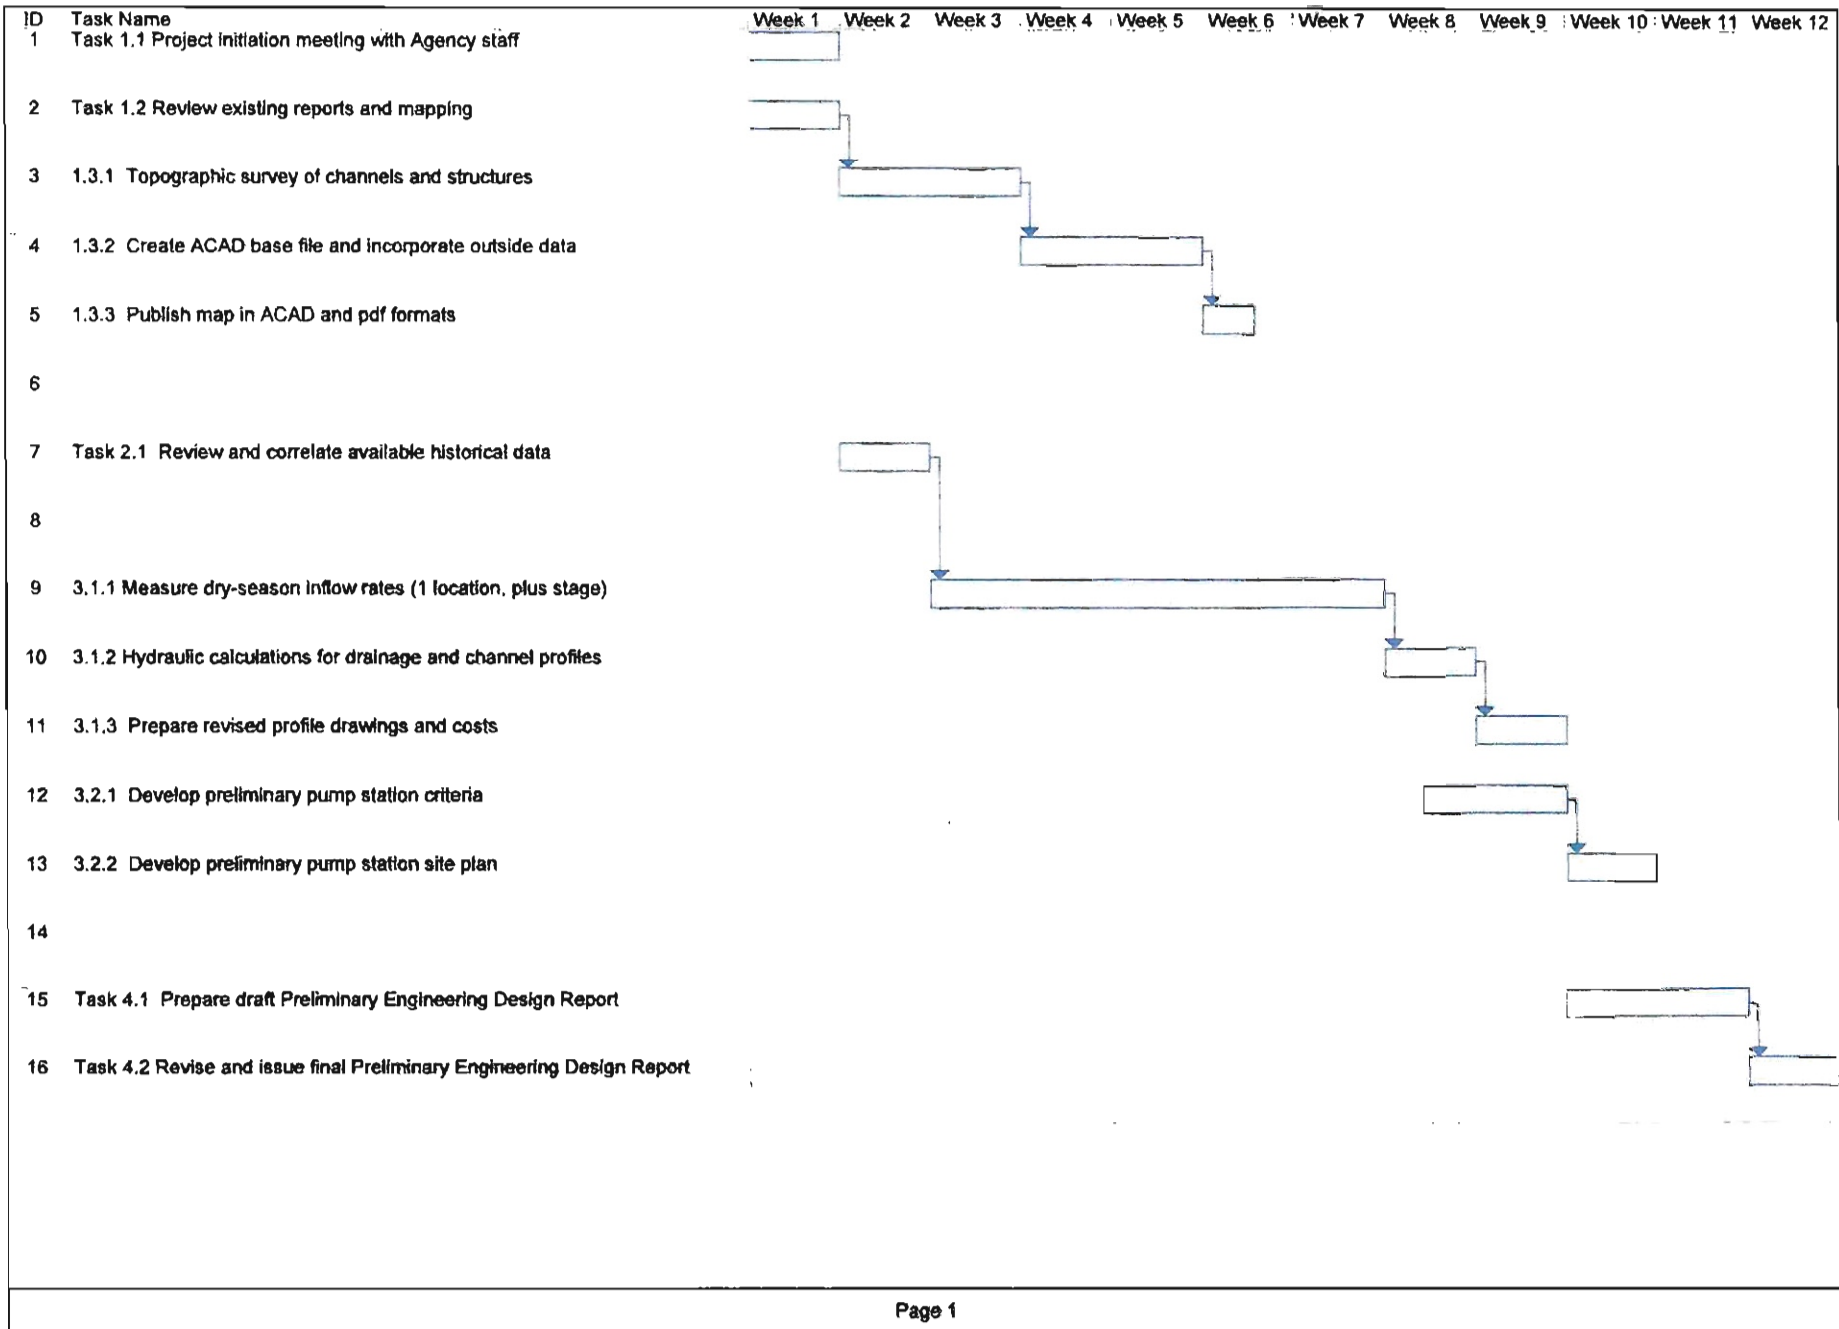 ID Task Name Week 1 Week 2 Week 3 Week 4 Week 5 Week 6 Week 7 Week 8 Week 9 Week 10 Week 11 Week 12
1 Task 1.1 Project initiation meeting with Agency staff
2 Task 1.2 Review existing reports and mapping
3 1.3.1 Topographic survey of channels and structures
4 1.3.2 Create ACAD base file and incorporate outside data
5 1.3.3 Publish map in ACAD and pdf formats
6
7 Task 2.1 Review and correlate available historical data
8
9 3.1.1 Measure dry-season inflow rates (1 location, plus stage)
10 3.1.2 Hydraulic calculations for drainage and channel profiles
11 3.1.3 Prepare revised profile drawings and costs
12 3.2.1 Develop preliminary pump station criteria
13 3.2.2 Develop preliminary pump station site plan
14
15 Task 4.1 Prepare draft Preliminary Engineering Design Report
16 Task 4.2 Revise and issue final Preliminary Engineering Design Report
Page 1